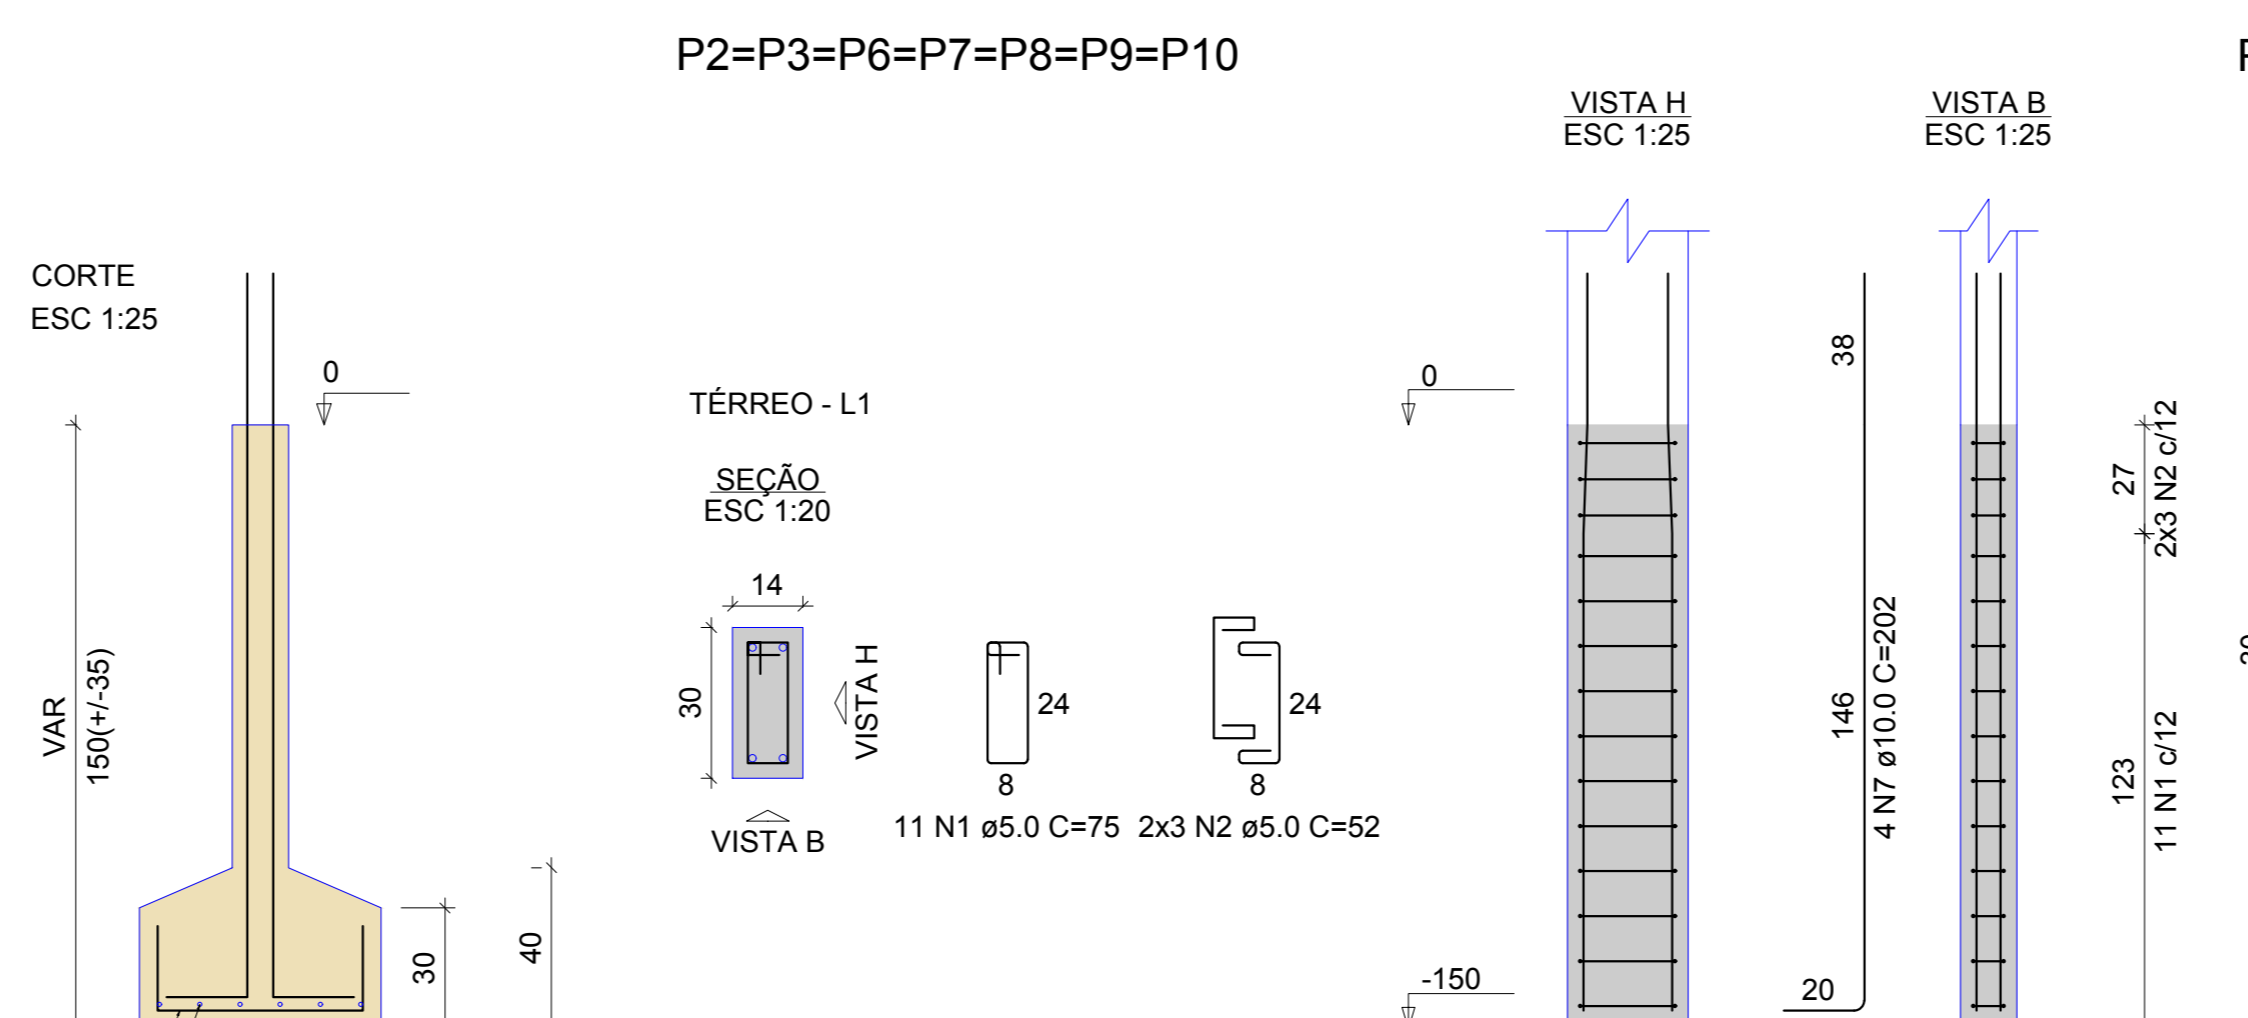 P2=P3=P6=P7=P8=P9=P10
VISTA H
ESC 1:25
VISTA B
ESC 1:25
CORTE
ESC 1:25
0
VAR
150(+/-35)
30
40
TÉRREO - L1
SEÇÃO
ESC 1:20
14
30
VISTA H
VISTA B
24
8
11 N1 ø5.0 C=75
24
8
2x3 N2 ø5.0 C=52
0
-150
38
146
4 N7 ø10.0 C=202
20
27
2x3 N2 c/12
123
11 N1 c/12